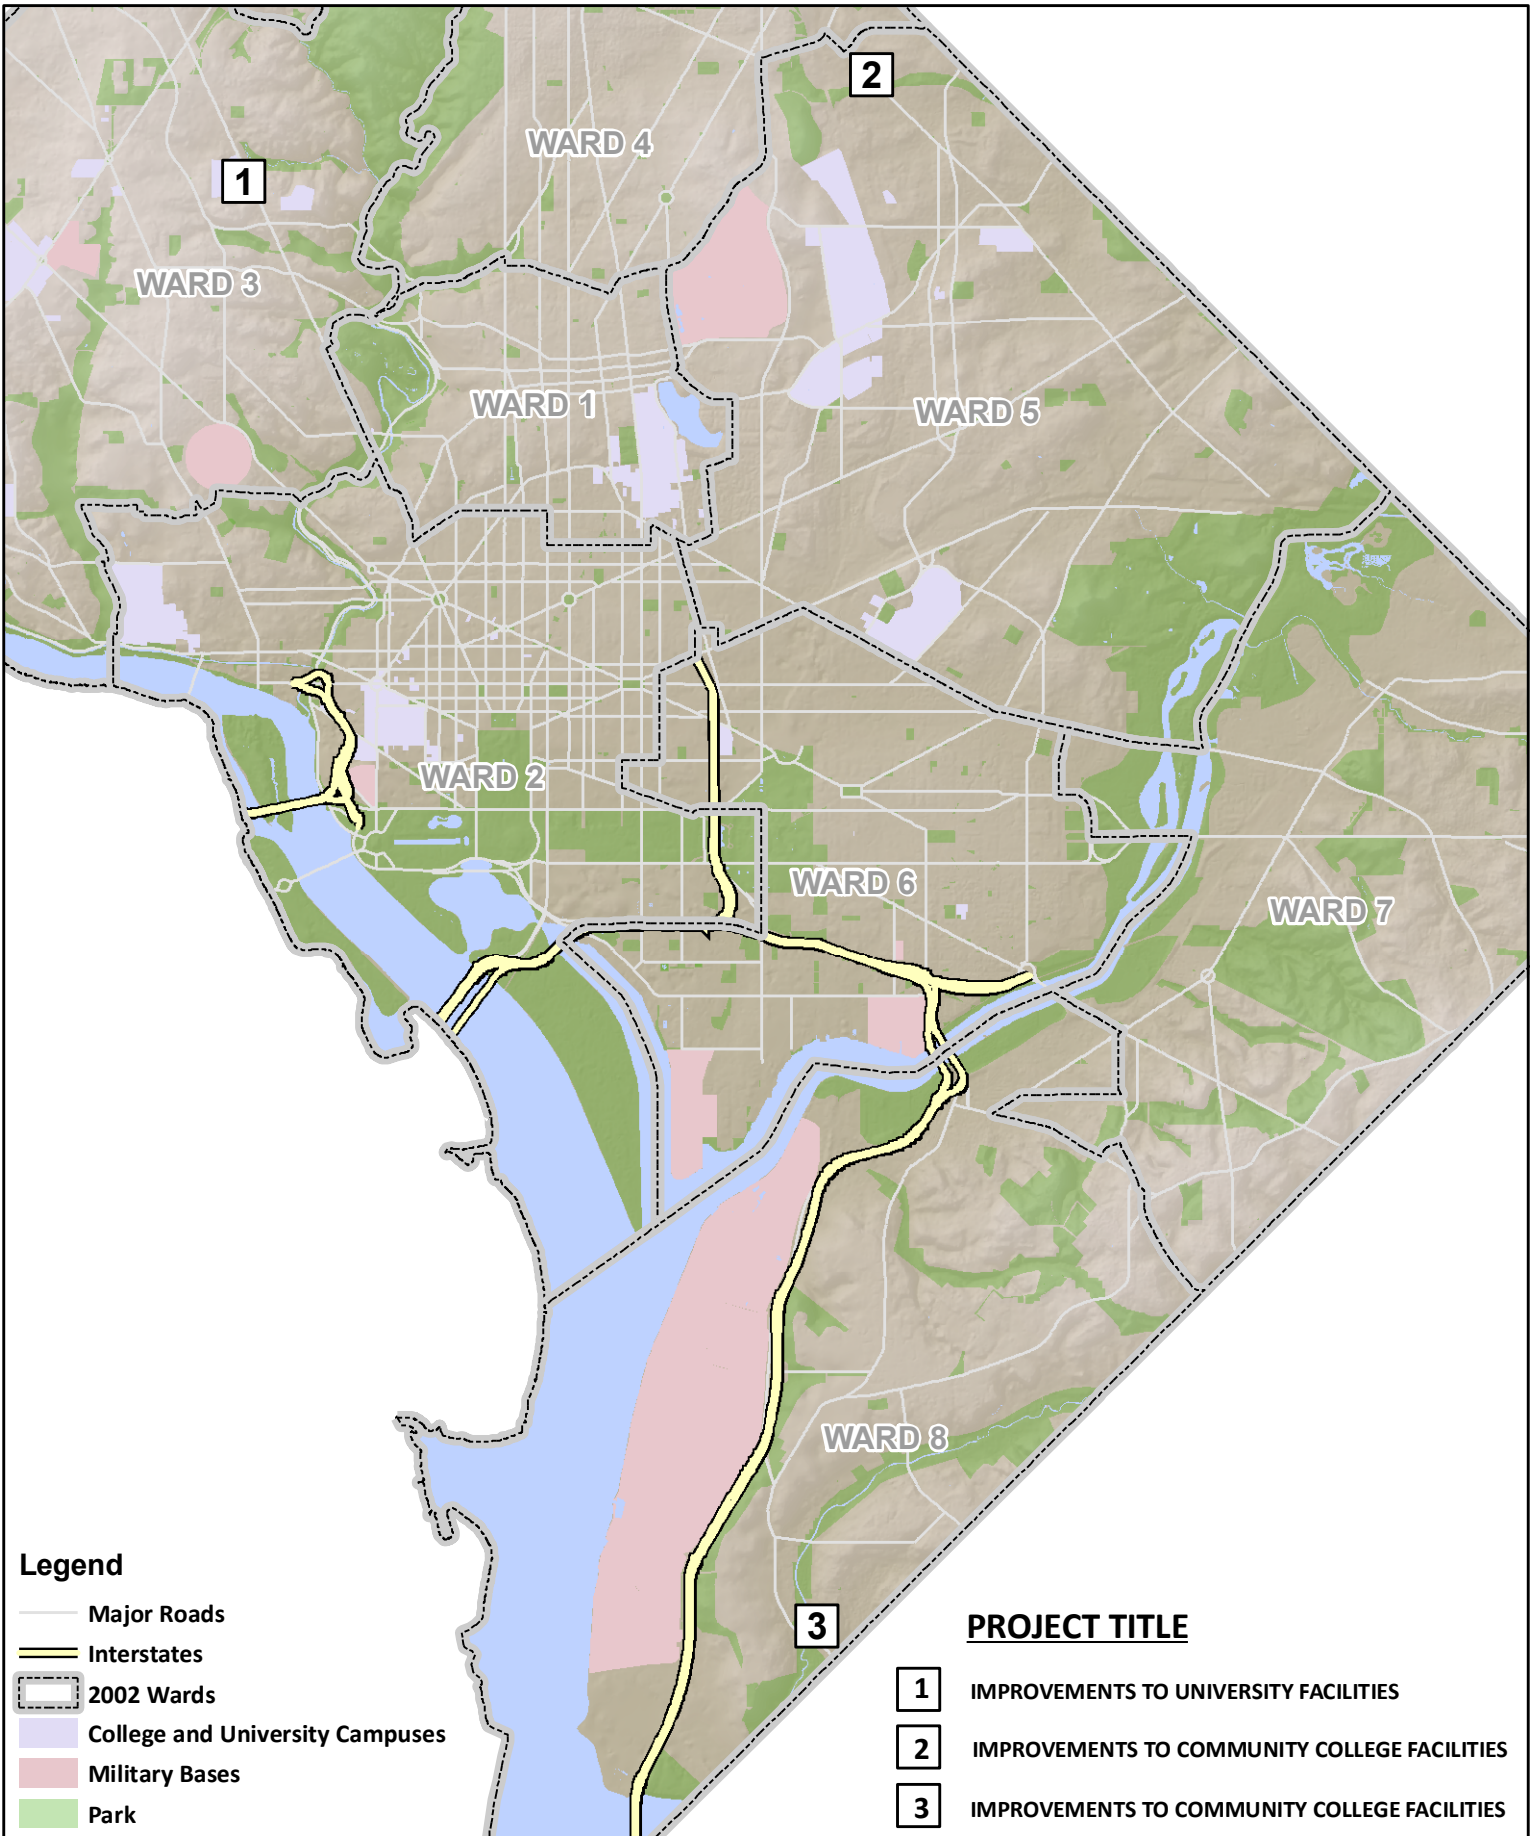 2
WARD 4
1
WARD 3
WARD 1
WARD 5
WARD 2
WARD 6
WARD 7
WARD 8
3
Legend
Major Roads
Interstates
2002 Wards
College and University Campuses
Military Bases
Park
PROJECT TITLE
1 IMPROVEMENTS TO UNIVERSITY FACILITIES
2 IMPROVEMENTS TO COMMUNITY COLLEGE FACILITIES
3 IMPROVEMENTS TO COMMUNITY COLLEGE FACILITIES